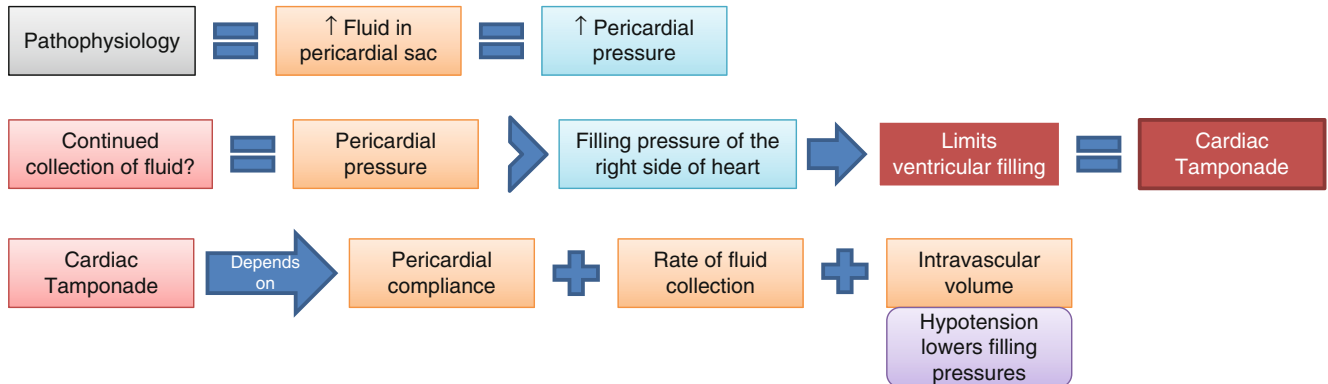 Pathophysiology
↑ Fluid in
pericardial sac
↑ Pericardial
pressure
Continued
collection of fluid?
Pericardial
pressure
Filling pressure of the
right side of heart
Limits
ventricular filling
Cardiac
Tamponade
Cardiac
Tamponade
Depends
on
Pericardial
compliance
Rate of fluid
collection
Intravascular
volume
Hypotension
lowers filling
pressures